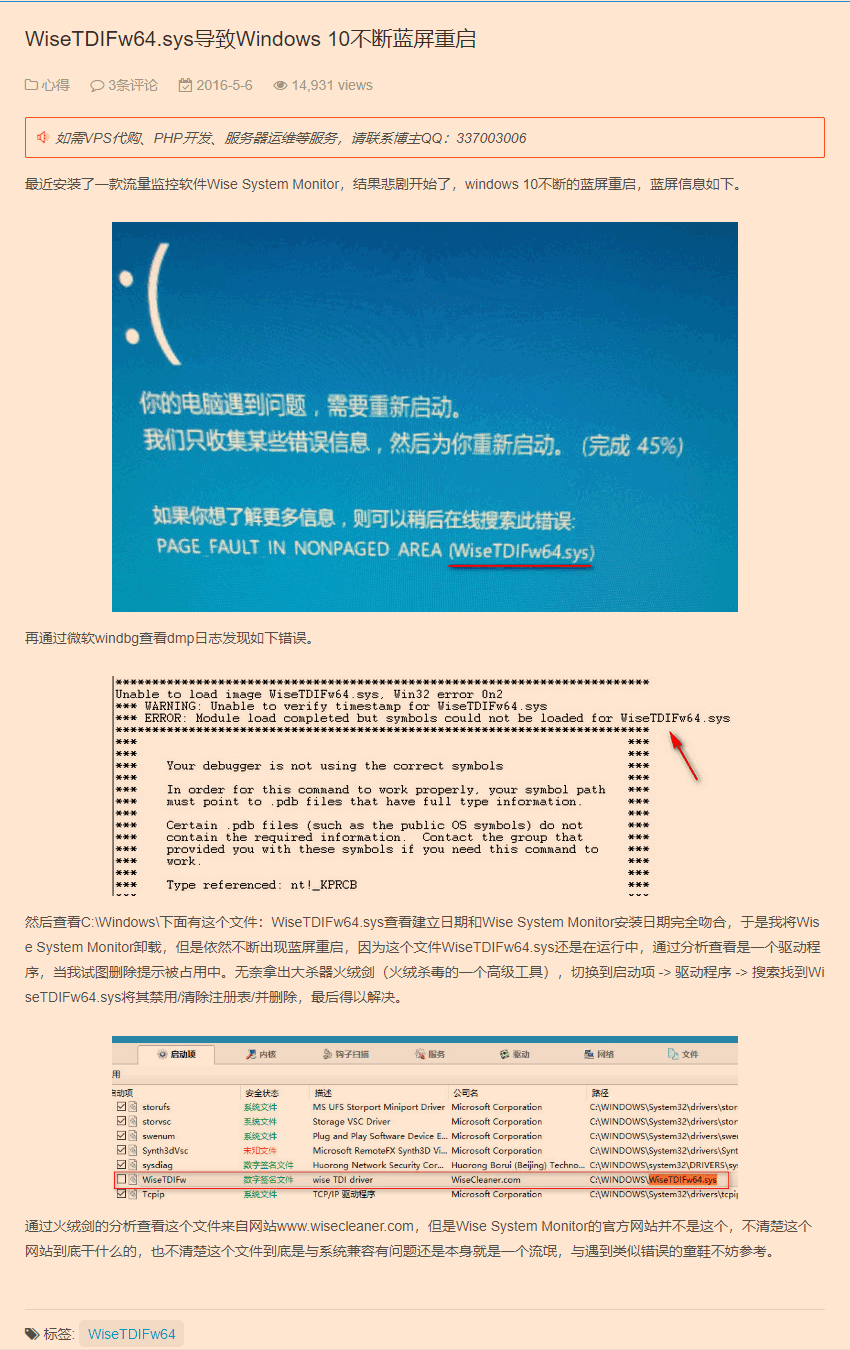 WiseTDIFw64.sys导致Windows 10不断蓝屏重启
心得 3条评论 2016-5-6 14,931 views
如需VPS代购、PHP开发、服务器运维等服务，请联系博主QQ：337003006
最近安装了一款流量监控软件Wise System Monitor，结果悲剧开始了，windows 10不断的蓝屏重启，蓝屏信息如下。
:(
你的电脑遇到问题，需要重新启动。
我们只收集某些错误信息，然后为你重新启动。 (完成 45%)
如果你想了解更多信息，则可以稍后在线搜索此错误:
PAGE_FAULT_IN_NONPAGED_AREA (WiseTDIFw64.sys)
再通过微软windbg查看dmp日志发现如下错误。
*************************************************************************
Unable to load image WiseTDIFw64.sys, Win32 error 0n2
*** WARNING: Unable to verify timestamp for WiseTDIFw64.sys
*** ERROR: Module load completed but symbols could not be loaded for WiseTDIFw64.sys
*************************************************************************
*** ***
*** ***
*** Your debugger is not using the correct symbols ***
*** ***
*** In order for this command to work properly, your symbol path ***
*** must point to .pdb files that have full type information. ***
*** ***
*** Certain .pdb files (such as the public OS symbols) do not ***
*** contain the required information. Contact the group that ***
*** provided you with these symbols if you need this command to ***
*** work. ***
*** ***
*** Type referenced: nt!_KPRCB ***
然后查看C:\Windows\下面有这个文件：WiseTDIFw64.sys查看建立日期和Wise System Monitor安装日期完全吻合，于是我将Wis
e System Monitor卸载，但是依然不断出现蓝屏重启，因为这个文件WiseTDIFw64.sys还是在运行中，通过分析查看是一个驱动程
序，当我试图删除提示被占用中。无奈拿出大杀器火绒剑（火绒杀毒的一个高级工具），切换到启动项 -> 驱动程序 -> 搜索找到Wi
seTDIFw64.sys将其禁用/清除注册表/并删除，最后得以解决。
启动项 内核 钩子扫描 服务 驱动 网络 文件
用
启动项 安全状态 描述 公司名 路径
storufs 系统文件 MS UFS Storport Miniport Driver Microsoft Corporation C:\WINDOWS\System32\drivers\stor
storvsc 系统文件 Storage VSC Driver Microsoft Corporation C:\WINDOWS\System32\drivers\stor
swenum 系统文件 Plug and Play Software Device E... Microsoft Corporation C:\WINDOWS\System32\drivers\swe
Synth3dVsc 未知文件 Microsoft RemoteFX Synth3D Vi... Microsoft Corporation C:\WINDOWS\System32\drivers\Synt
sysdiag 数字签名文件 Huorong Network Security Cor... Huorong Borui (Beijing) Techno... C:\WINDOWS\system32\DRIVERS\sys
WiseTDIFw 数字签名文件 wise TDI driver WiseCleaner.com C:\WINDOWS\WiseTDIFw64.sys
Tcpip 系统文件 TCP/IP 驱动程序 Microsoft Corporation C:\WINDOWS\System32\drivers\tcpip
通过火绒剑的分析查看这个文件来自网站www.wisecleaner.com，但是Wise System Monitor的官方网站并不是这个，不清楚这个
网站到底干什么的，也不清楚这个文件到底是与系统兼容有问题还是本身就是一个流氓，与遇到类似错误的童鞋不妨参考。
标签: WiseTDIFw64